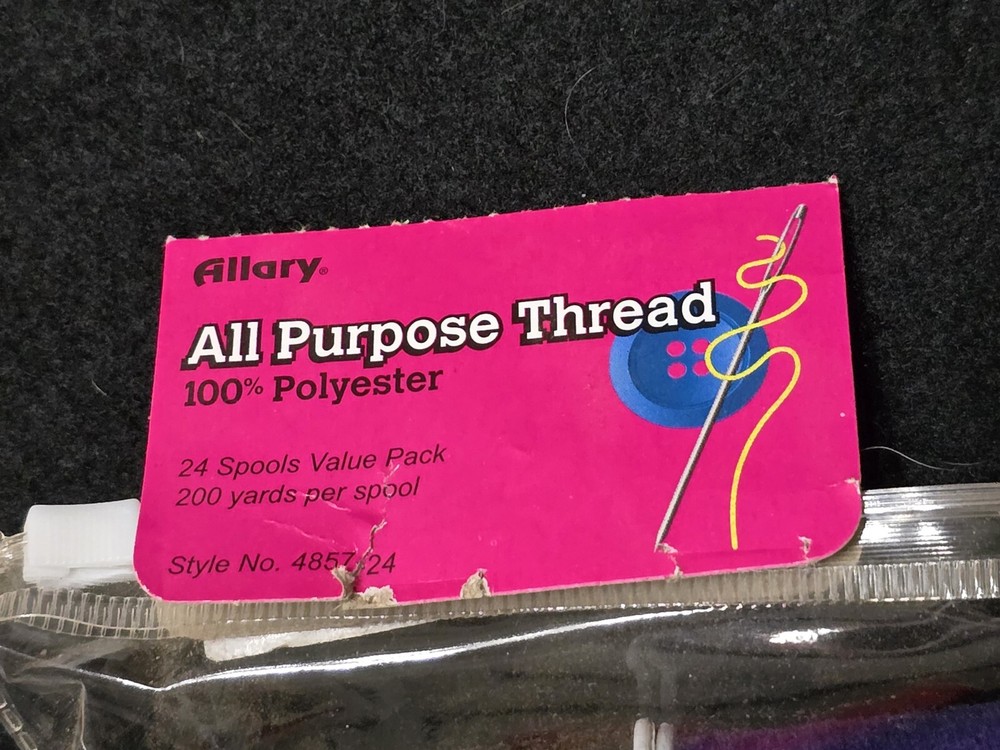 Allary®
All Purpose Thread
100% Polyester
24 Spools Value Pack
200 yards per spool
Style No. 4857/24